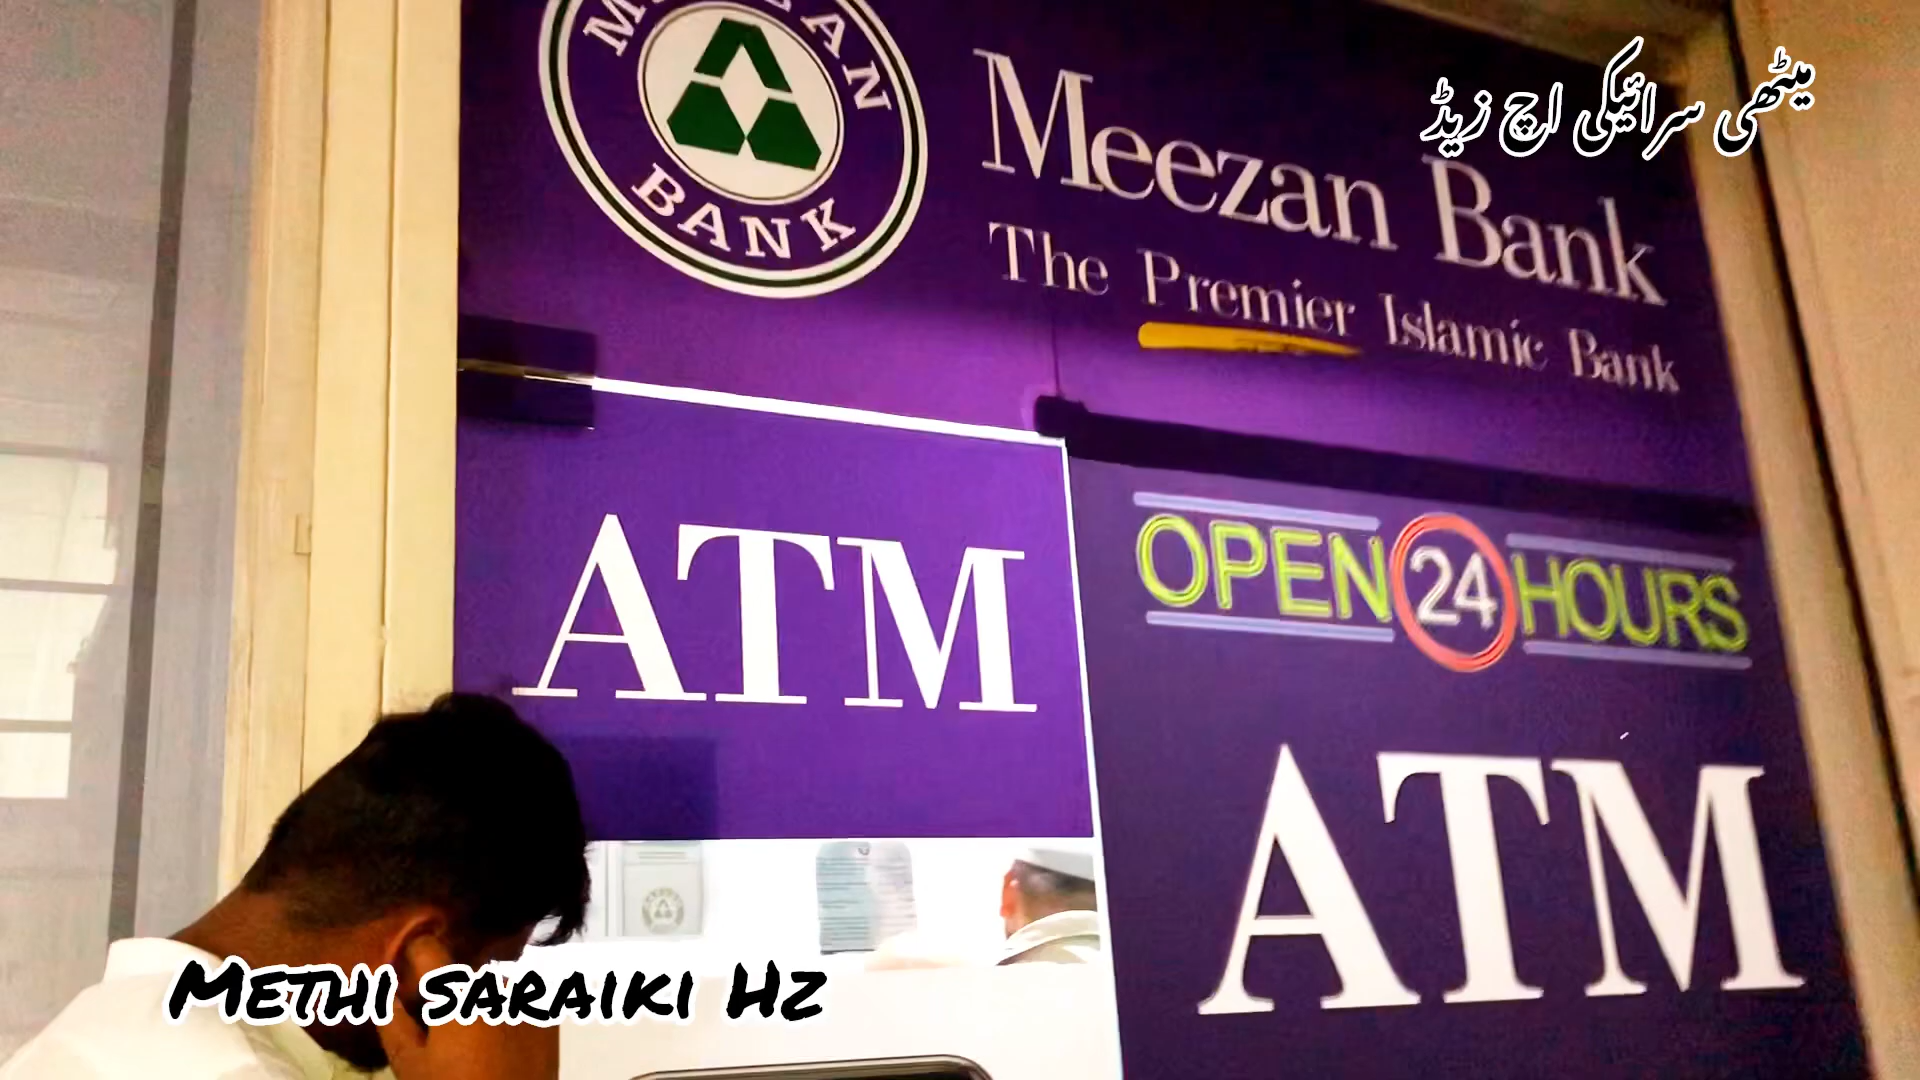 MEEZAN
BANK
Meezan Bank
The Premier Islamic Bank
میٹھی سرائیکی اچ زیڈ
ATM
OPEN 24 HOURS
ATM
METHI SARAIKI HZ